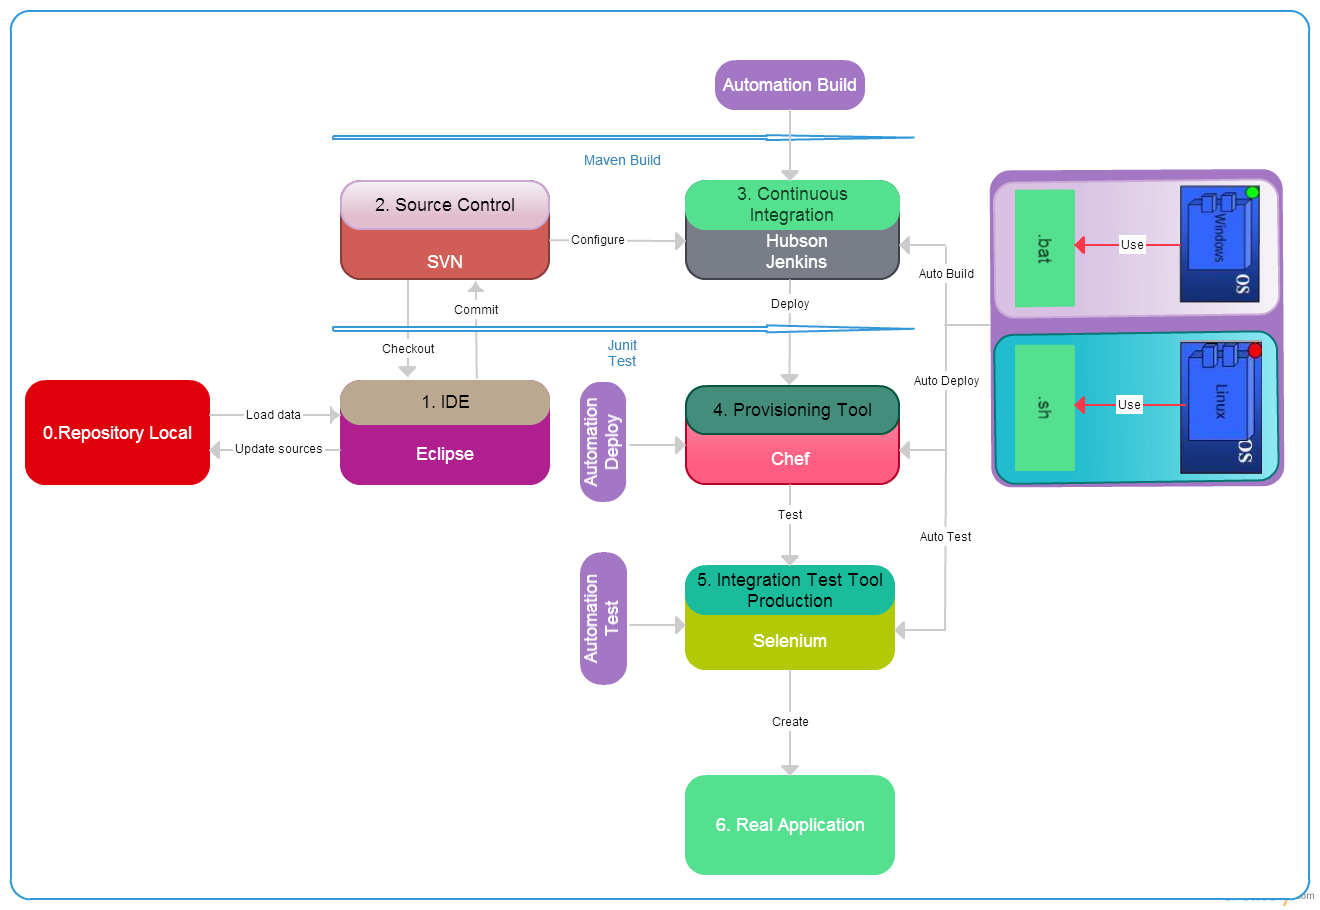 Automation Build
Maven Build
2. Source Control
SVN
3. Continuous
Integration
Hubson
Jenkins
Configure
Commit
Checkout
Deploy
Auto Build
.bat
Use
Windows
OS
.sh
Use
Linux
OS
Junit
Test
0.Repository Local
Load data
Update sources
1. IDE
Eclipse
Automation
Deploy
4. Provisioning Tool
Chef
Auto Deploy
Test
Auto Test
Automation
Test
5. Integration Test Tool
Production
Selenium
Create
6. Real Application